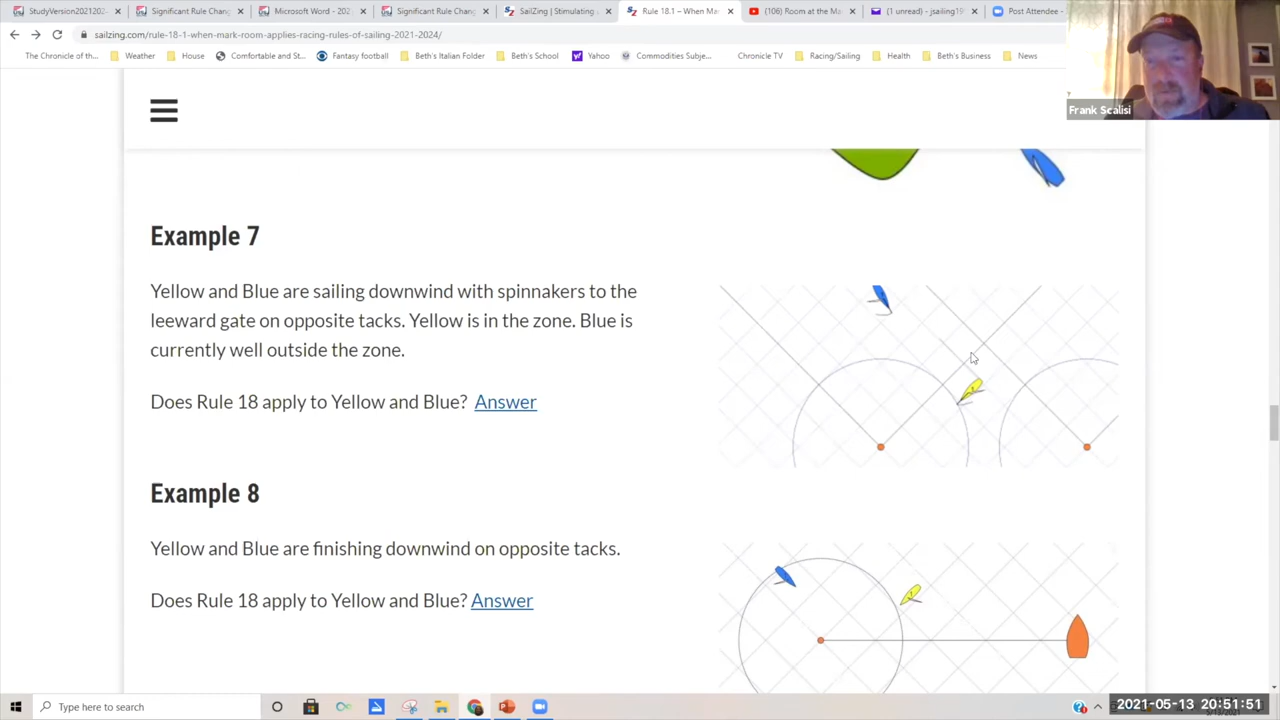 StudyVersion2021202
Significant Rule Chang
Microsoft Word - 2021
Significant Rule Chang
SailZing | Stimulating
Rule 18.1 – When Ma
(106) Room at the Ma
(1 unread) - jsailing19
Post Attendee
sailzing.com/rule-18-1-when-mark-room-applies-racing-rules-of-sailing-2021-2024/
The Chronicle of th...
Weather
House
Comfortable and St...
Fantasy football
Beth's Italian Folder
Beth's School
Yahoo
Commodities Subje...
Chronicle TV
Racing/Sailing
Health
Beth's Business
News
Frank Scalisi
Example 7
Yellow and Blue are sailing downwind with spinnakers to the
leeward gate on opposite tacks. Yellow is in the zone. Blue is
currently well outside the zone.
Does Rule 18 apply to Yellow and Blue? Answer
Example 8
Yellow and Blue are finishing downwind on opposite tacks.
Does Rule 18 apply to Yellow and Blue? Answer
Type here to search
2021-05-13 20:51:51